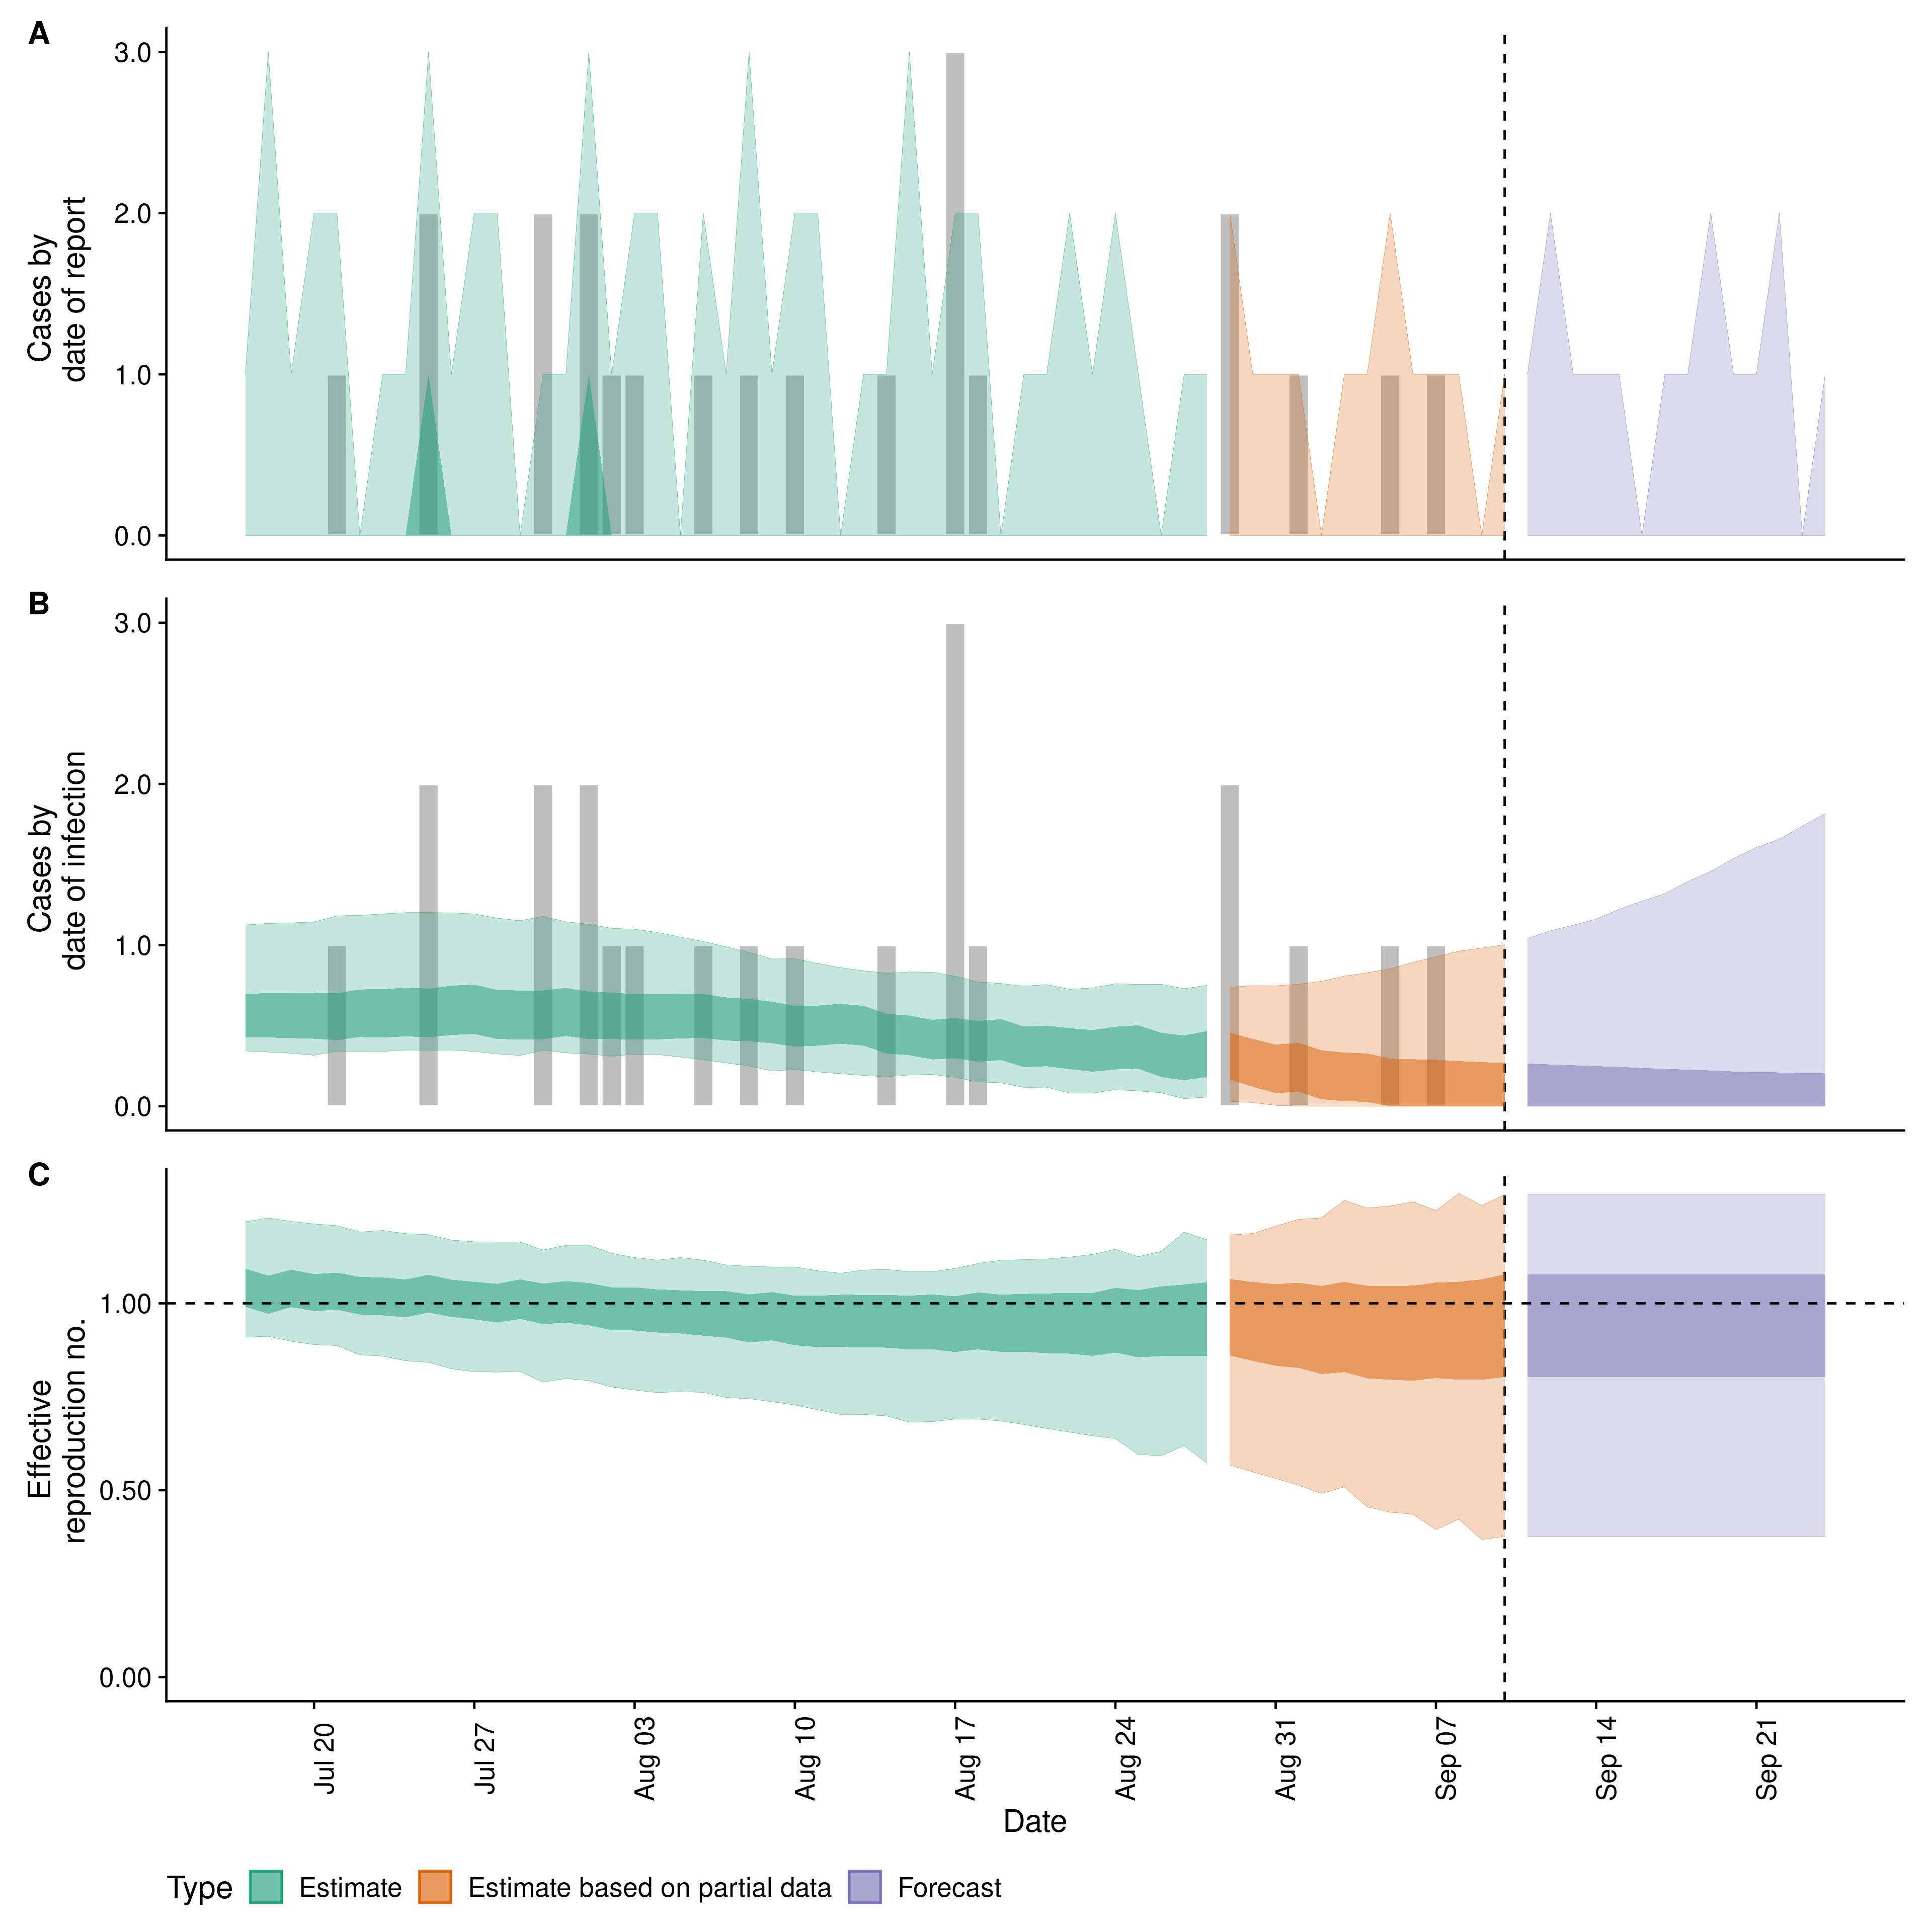 A
3.0
2.0
1.0
0.0
Cases by
date of report
B
3.0
2.0
1.0
0.0
Cases by
date of infection
C
1.00
0.50
0.00
Effective
reproduction no.
Jul 20
Jul 27
Aug 03
Aug 10
Aug 17
Aug 24
Aug 31
Sep 07
Sep 14
Sep 21
Date
Type Estimate Estimate based on partial data Forecast